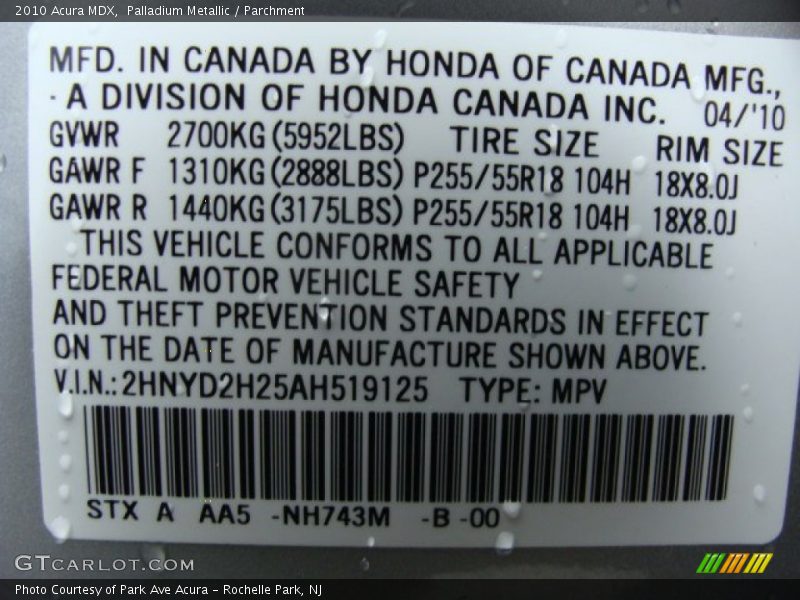 2010 Acura MDX, Palladium Metallic / Parchment
MFD. IN CANADA BY HONDA OF CANADA MFG.,
A DIVISION OF HONDA CANADA INC. 04/'10
GVWR 2700KG(5952LBS) TIRE SIZE RIM SIZE
GAWR F 1310KG(2888LBS) P255/55R18 104H 18X8.0J
GAWR R 1440KG(3175LBS) P255/55R18 104H 18X8.0J
THIS VEHICLE CONFORMS TO ALL APPLICABLE
FEDERAL MOTOR VEHICLE SAFETY
AND THEFT PREVENTION STANDARDS IN EFFECT
ON THE DATE OF MANUFACTURE SHOWN ABOVE.
V.I.N.:2HNYD2H25AH519125 TYPE: MPV
STX A AA5 -NH743M -B -00
GTCARLOT.COM
Photo Courtesy of Park Ave Acura - Rochelle Park, NJ